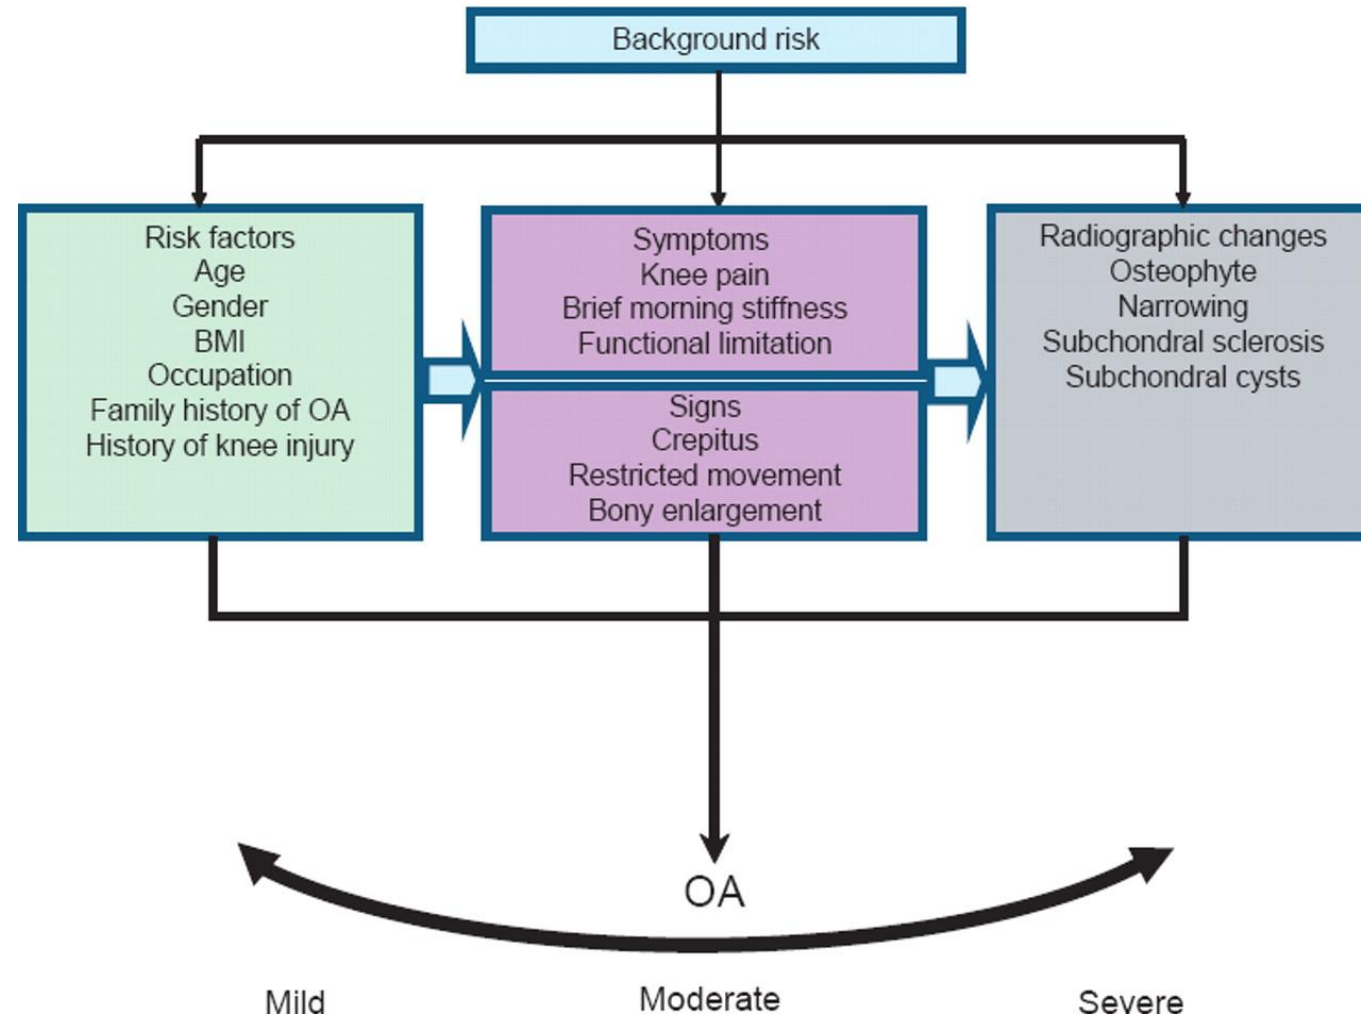 Background risk
Risk factors
Age
Gender
BMI
Occupation
Family history of OA
History of knee injury
Symptoms
Knee pain
Brief morning stiffness
Functional limitation
Signs
Crepitus
Restricted movement
Bony enlargement
Radiographic changes
Osteophyte
Narrowing
Subchondral sclerosis
Subchondral cysts
OA
Mild
Moderate
Severe